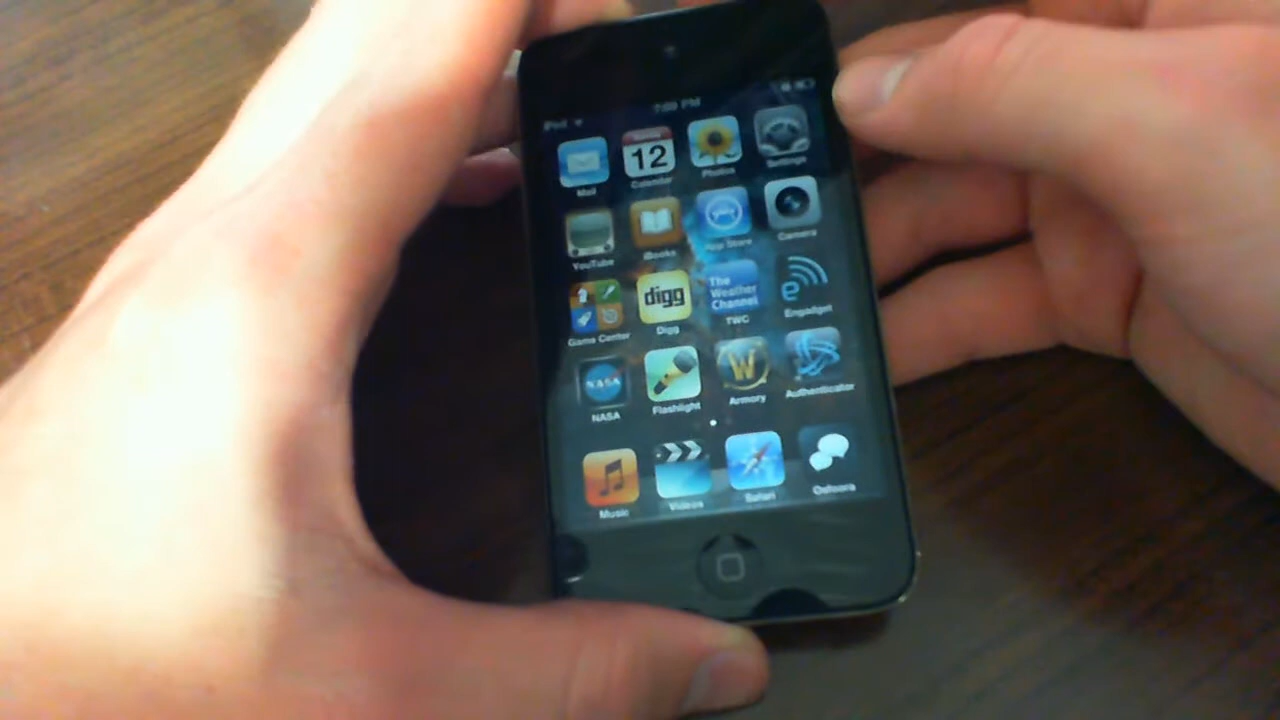 iPod 7:09 PM
Mail Calendar Photos Settings
12
YouTube iBooks App Store Camera
digg
The Weather Channel
e
Game Center Digg TWC Engadget
NASA
W
NASA Flashlight Armory Authenticator
Music Videos Safari